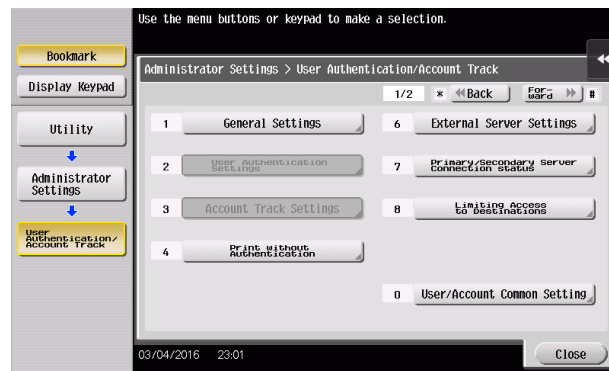 Use the menu buttons or keypad to make a selection.
Bookmark
Display Keypad
Utility
Administrator
Settings
User
Authentication/
Account Track
Administrator Settings > User Authentication/Account Track
1/2 * Back For-
ward #
1 General Settings
2 User Authentication
Settings
3 Account Track Settings
4 Print without
Authentication
6 External Server Settings
7 Primary/Secondary Server
Connection status
8 Limiting Access
to Destinations
0 User/Account Common Setting
03/04/2016 23:01
Close